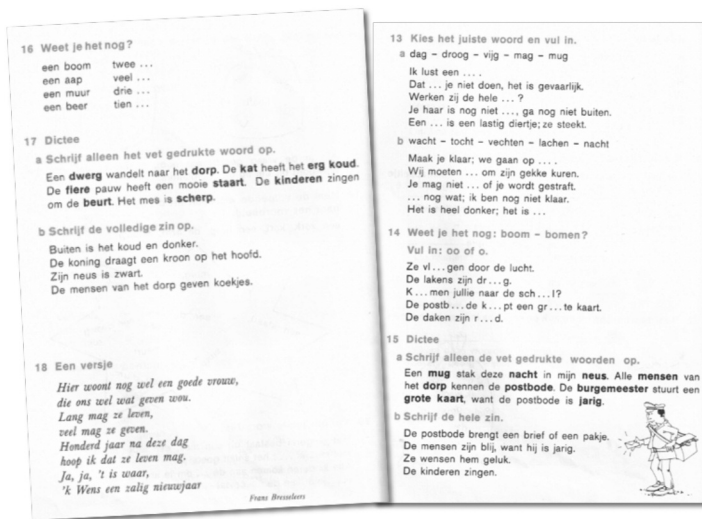 16 Weet je het nog?
een boom twee ...
een aap veel ...
een muur drie ...
een beer tien ...
17 Dictee
a Schrijf alleen het vet gedrukte woord op.
Een dwerg wandelt naar het dorp. De kat heeft het erg koud.
De fiere pauw heeft een mooie staart. De kinderen zingen
om de beurt. Het mes is scherp.
b Schrijf de volledige zin op.
Buiten is het koud en donker.
De koning draagt een kroon op het hoofd.
Zijn neus is zwart.
De mensen van het dorp geven koekjes.
18 Een versje
Hier woont nog wel een goede vrouw,
die ons wel wat geven wou.
Lang mag ze leven,
veel mag ze geven.
Honderd jaar na deze dag
hoop ik dat ze leven mag.
Ja, ja, 't is waar,
'k Wens een zalig nieuwjaar
Frans Bresseleers
13 Kies het juiste woord en vul in.
a dag – droog – vijg – mag – mug
Ik lust een ....
Dat ... je niet doen, het is gevaarlijk.
Werken zij de hele ... ?
Je haar is nog niet ..., ga nog niet buiten.
Een ... is een lastig diertje; ze steekt.
b wacht – tocht – vechten – lachen – nacht
Maak je klaar; we gaan op ....
Wij moeten ... om zijn gekke kuren.
Je mag niet ... of je wordt gestraft.
... nog wat; ik ben nog niet klaar.
Het is heel donker; het is ...
14 Weet je het nog: boom – bomen?
Vul in: oo of o.
Ze vl...gen door de lucht.
De lakens zijn dr...g.
K...men jullie naar de sch...l?
De postb...de k...pt een gr...te kaart.
De daken zijn r...d.
15 Dictee
a Schrijf alleen de vet gedrukte woorden op.
Een mug stak deze nacht in mijn neus. Alle mensen van
het dorp kennen de postbode. De burgemeester stuurt een
grote kaart, want de postbode is jarig.
b Schrijf de hele zin.
De postbode brengt een brief of een pakje.
De mensen zijn blij, want hij is jarig.
Ze wensen hem geluk.
De kinderen zingen.